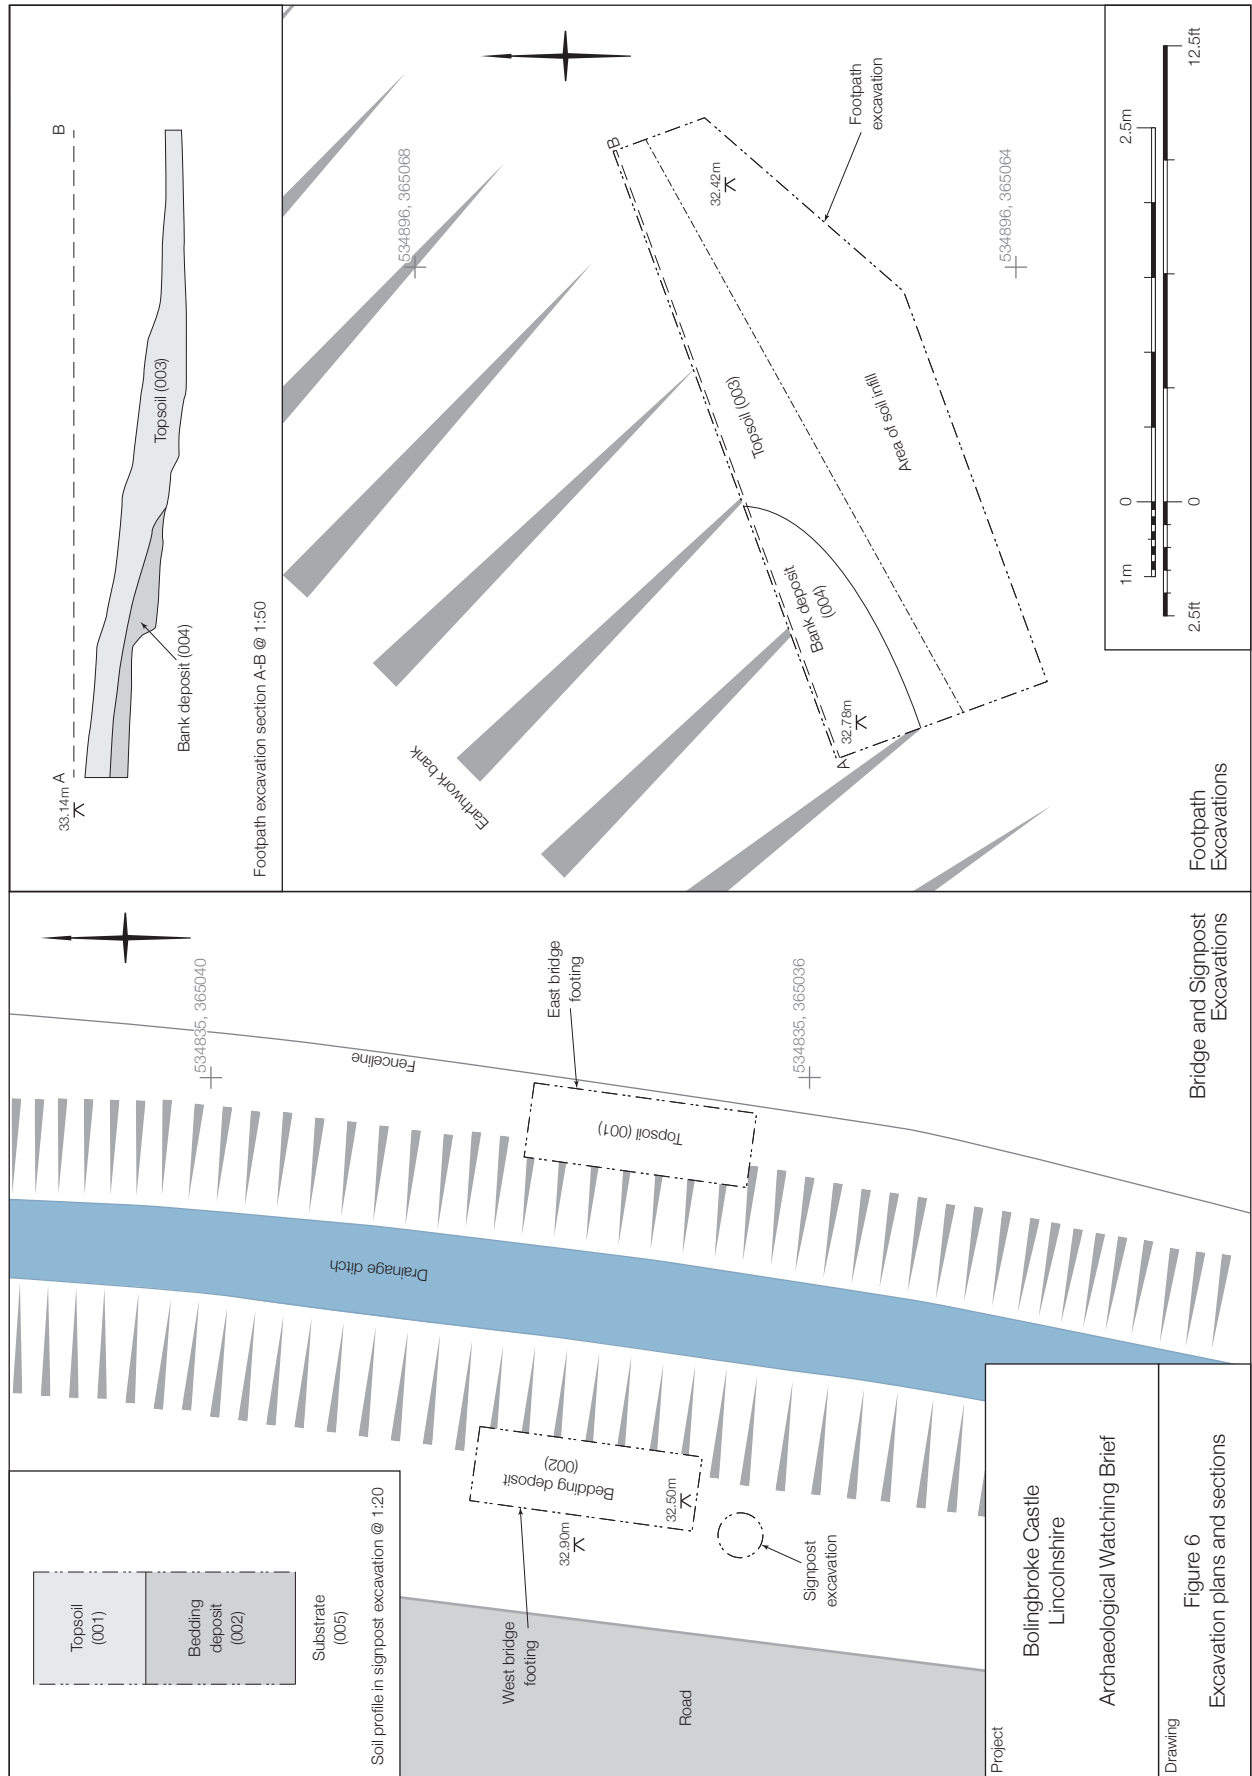 Topsoil
(001)
Bedding
deposit
(002)
Substrate
(005)
Soil profile in signpost excavation @ 1:20
33.14m
A
B
Topsoil (003)
Bank deposit (004)
Footpath excavation section A-B @ 1:50
Road
West bridge
footing
32.90m
Bedding deposit
(002)
32.50m
Signpost
excavation
Drainage ditch
Topsoil (001)
East bridge
footing
Fenceline
534835, 365040
534835, 365036
Bridge and Signpost
Excavations
Earthwork bank
A
B
32.78m
Bank deposit
(004)
Topsoil (003)
Area of soil infill
32.42m
Footpath
excavation
534896, 365068
534896, 365064
Footpath
Excavations
1m
0
2.5m
2.5ft
0
12.5ft
Project
Bolingbroke Castle
Lincolnshire
Archaeological Watching Brief
Drawing
Figure 6
Excavation plans and sections